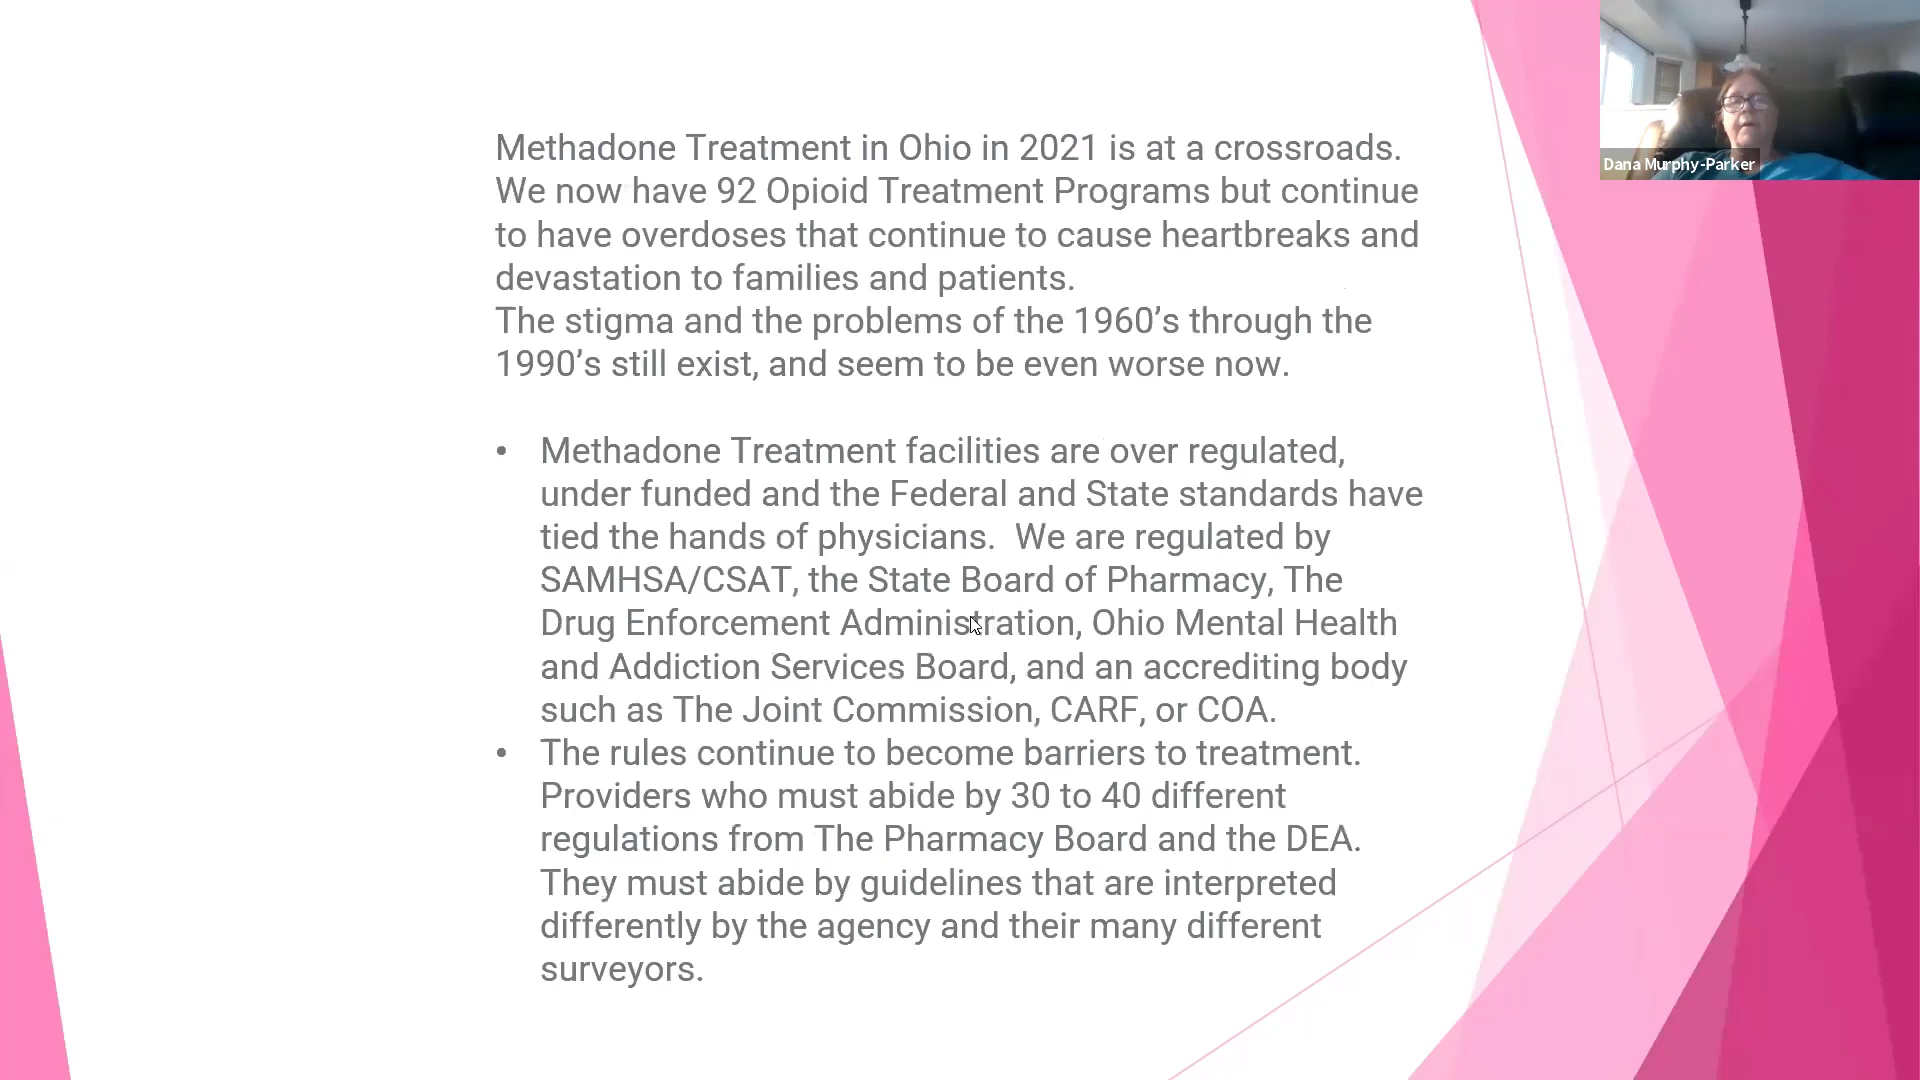 Methadone Treatment in Ohio in 2021 is at a crossroads.
We now have 92 Opioid Treatment Programs but continue
to have overdoses that continue to cause heartbreaks and
devastation to families and patients.
The stigma and the problems of the 1960’s through the
1990’s still exist, and seem to be even worse now.
• Methadone Treatment facilities are over regulated,
under funded and the Federal and State standards have
tied the hands of physicians.  We are regulated by
SAMHSA/CSAT, the State Board of Pharmacy, The
Drug Enforcement Administration, Ohio Mental Health
and Addiction Services Board, and an accrediting body
such as The Joint Commission, CARF, or COA.
• The rules continue to become barriers to treatment.
Providers who must abide by 30 to 40 different
regulations from The Pharmacy Board and the DEA.
They must abide by guidelines that are interpreted
differently by the agency and their many different
surveyors.
Dana Murphy-Parker